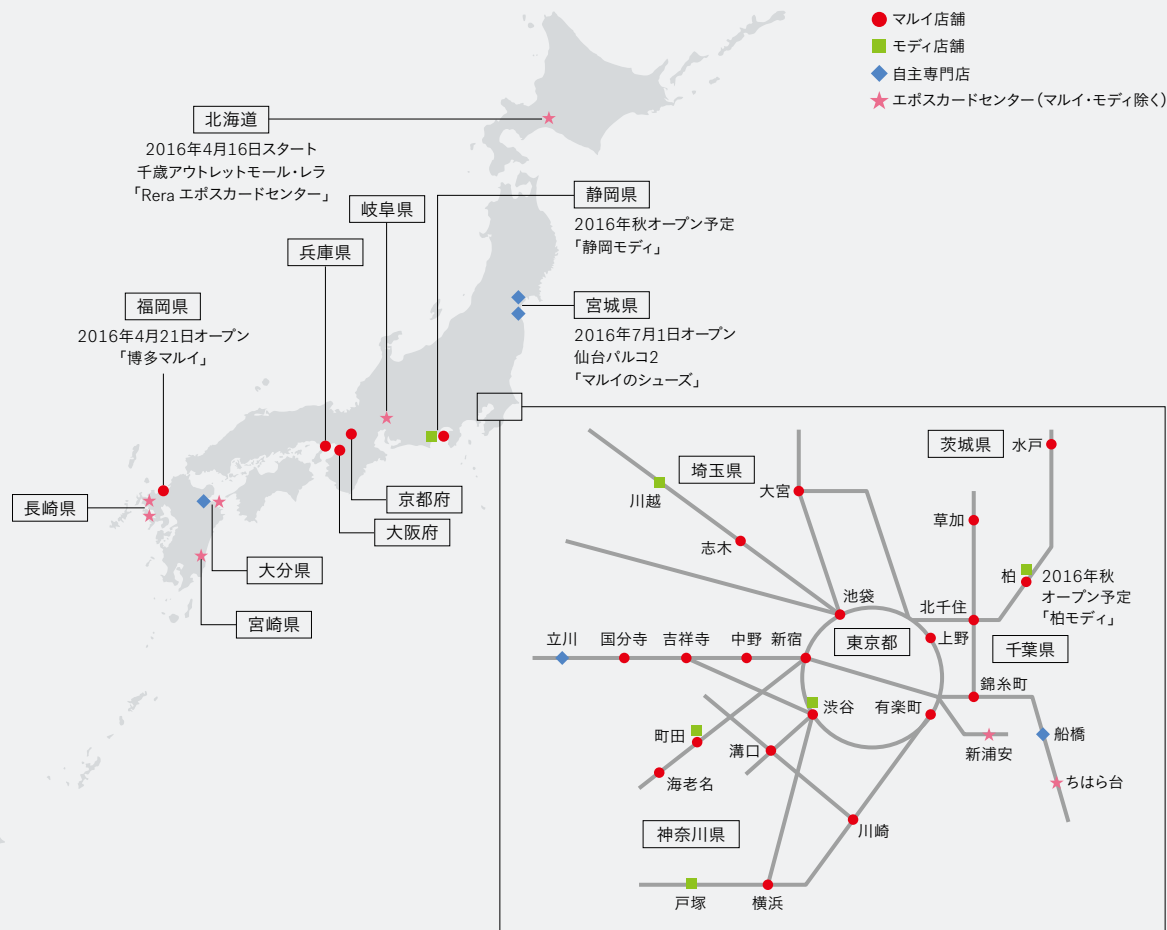 マルイ店舗
モディ店舗
自主専門店
エポスカードセンター(マルイ・モディ除く)
北海道
2016年4月16日スタート
千歳アウトレットモール・レラ
「Rera エポスカードセンター」
岐阜県
静岡県
2016年秋オープン予定
「静岡モディ」
兵庫県
福岡県
2016年4月21日オープン
「博多マルイ」
宮城県
2016年7月1日オープン
仙台パルコ2
「マルイのシューズ」
長崎県
京都府
大阪府
大分県
宮崎県
埼玉県
茨城県
水戸
川越
大宮
草加
志木
柏
2016年秋
オープン予定
「柏モディ」
池袋
北千住
立川
国分寺
吉祥寺
中野
新宿
東京都
上野
千葉県
錦糸町
渋谷
有楽町
町田
溝口
新浦安
船橋
海老名
ちはら台
神奈川県
川崎
戸塚
横浜